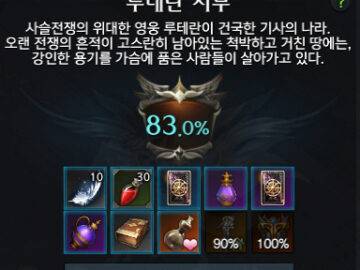 루테란 서부
사슬전쟁의 위대한 영웅 루테란이 건국한 기사의 나라.
오랜 전쟁의 흔적이 고스란히 남아있는 척박하고 거친 땅에는,
강인한 용기를 가슴에 품은 사람들이 살아가고 있다.
83.0%
10
30
90%
100%